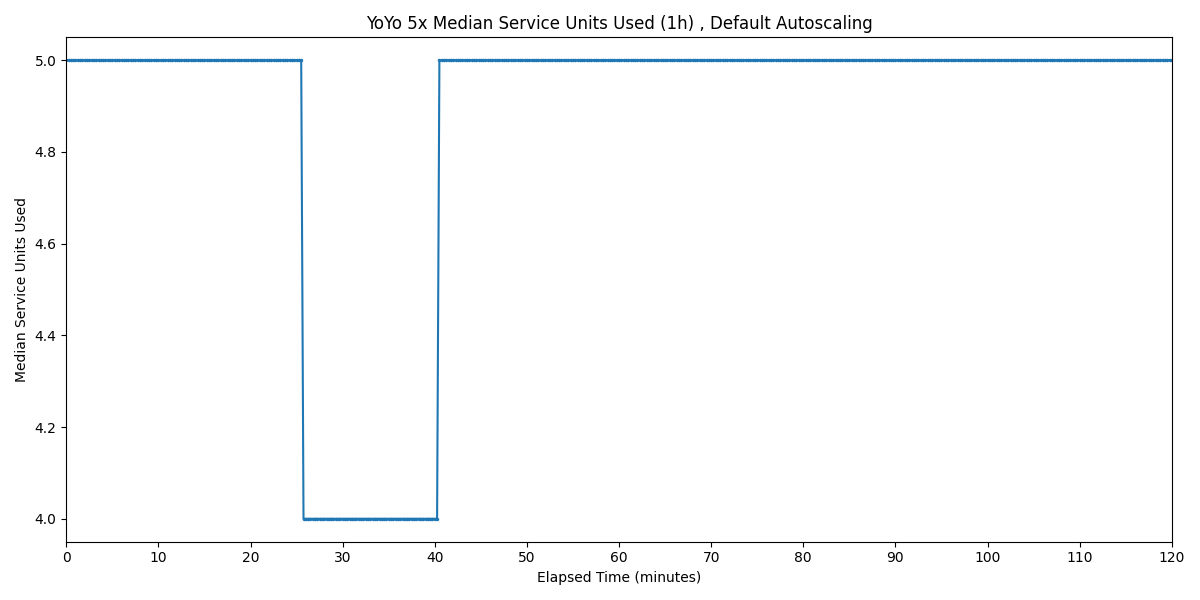 YoYo 5x Median Service Units Used (1h) , Default Autoscaling
Median Service Units Used
5.0
4.8
4.6
4.4
4.2
4.0
0 10 20 30 40 50 60 70 80 90 100 110 120
Elapsed Time (minutes)